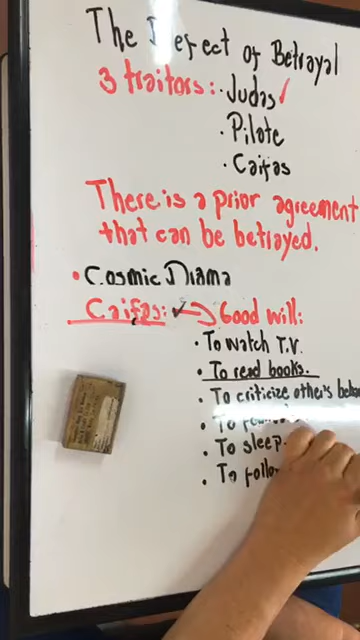 The Defect of Betrayal
3 traitors: · Judas ✓
· Pilate
· Caifas
There is a prior agreement
that can be betrayed.
• Cosmic Drama
Caifas: ✓ → Good will:
• To watch T.V.
• To read books.
• To criticize other's
• To
• To sleep.
• To